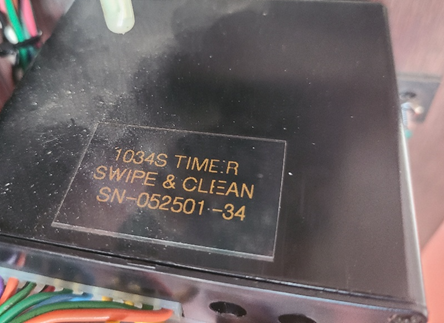 1034S TIMER
SWIPE & CLEAN
SN-052501-34